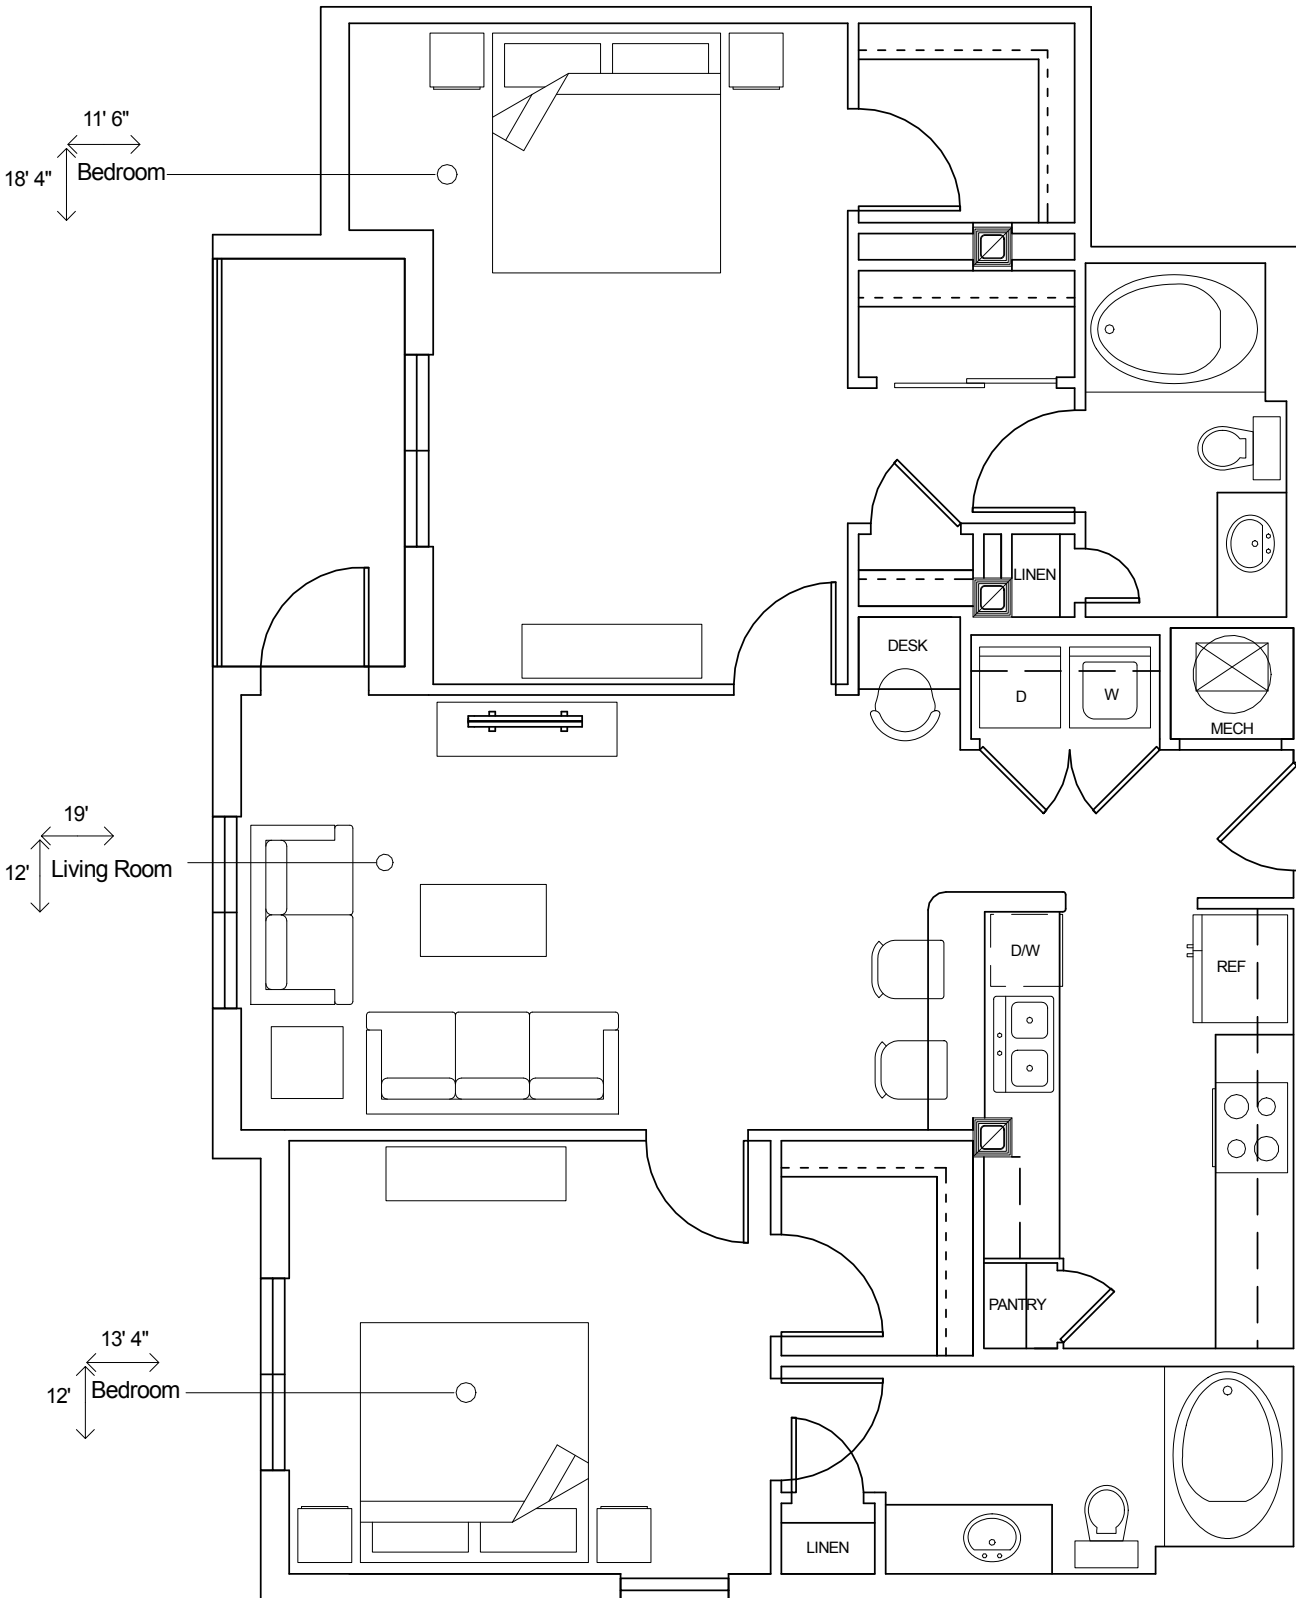 11' 6"
18' 4"
Bedroom
LINEN
DESK
D
W
MECH
19'
12'
Living Room
D/W
REF
PANTRY
13' 4"
12'
Bedroom
LINEN